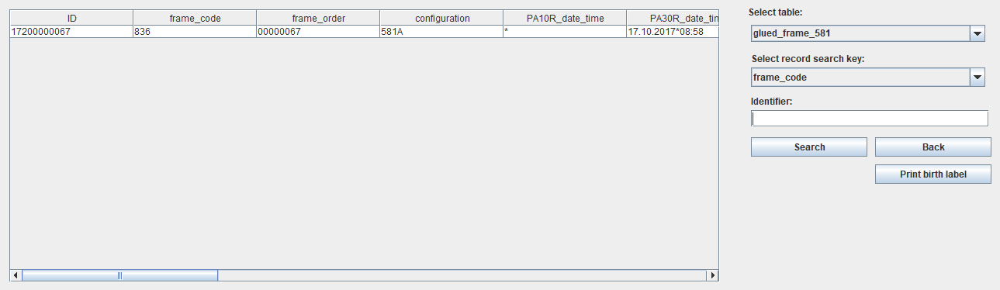 ID frame_code frame_order configuration PA10R_date_time PA30R_date_tin
17200000067 836 00000067 581A * 17.10.2017*08:58
Select table:
glued_frame_581
Select record search key:
frame_code
Identifier:
Search Back
Print birth label